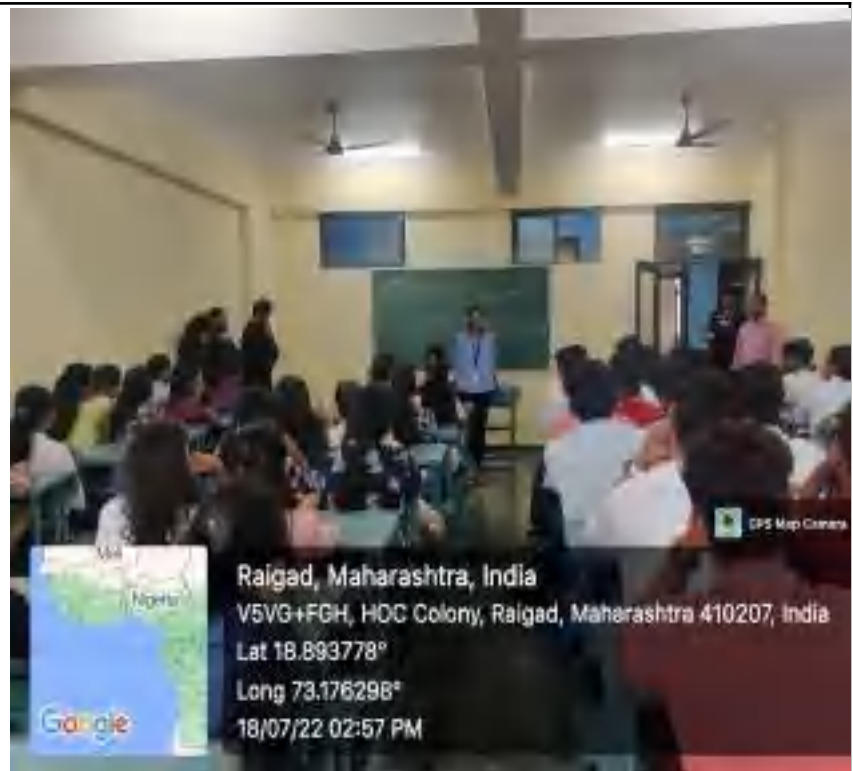 GPS Map Camera
Raigad, Maharashtra, India
V5VG+FGH, HOC Colony, Raigad, Maharashtra 410207, India
Lat 18.893778°
Long 73.176298°
18/07/22 02:57 PM
Google